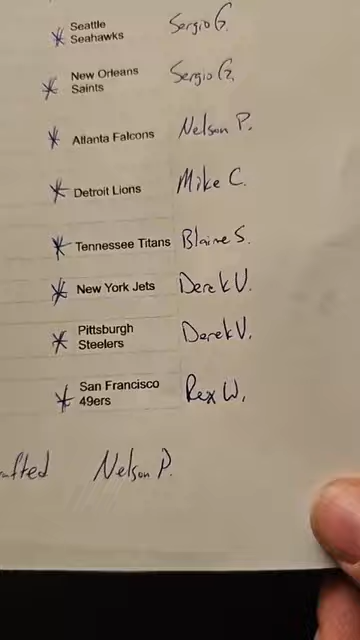 Seattle Seahawks Sergio G.
New Orleans Saints Sergio G.
Atlanta Falcons Nelson P.
Detroit Lions Mike C.
Tennessee Titans Blaine S.
New York Jets Derek V.
Pittsburgh Steelers Derek V.
San Francisco 49ers Rex W.
Nelson P.